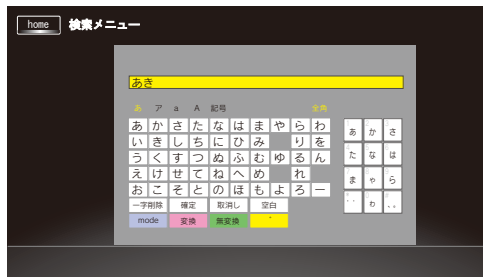 home 検索メニュー
あき
あ ア a A 記号 全角
あ か さ た な は ま や ら わ
い き し ち に ひ み り を
う く す つ ぬ ふ む ゆ る ん
え け せ て ね へ め れ
お こ そ と の ほ も よ ろ ー
一字削除 確定 取消し 空白
mode 変換 無変換 ゛
あ か さ
た な は
ま や ら
わ